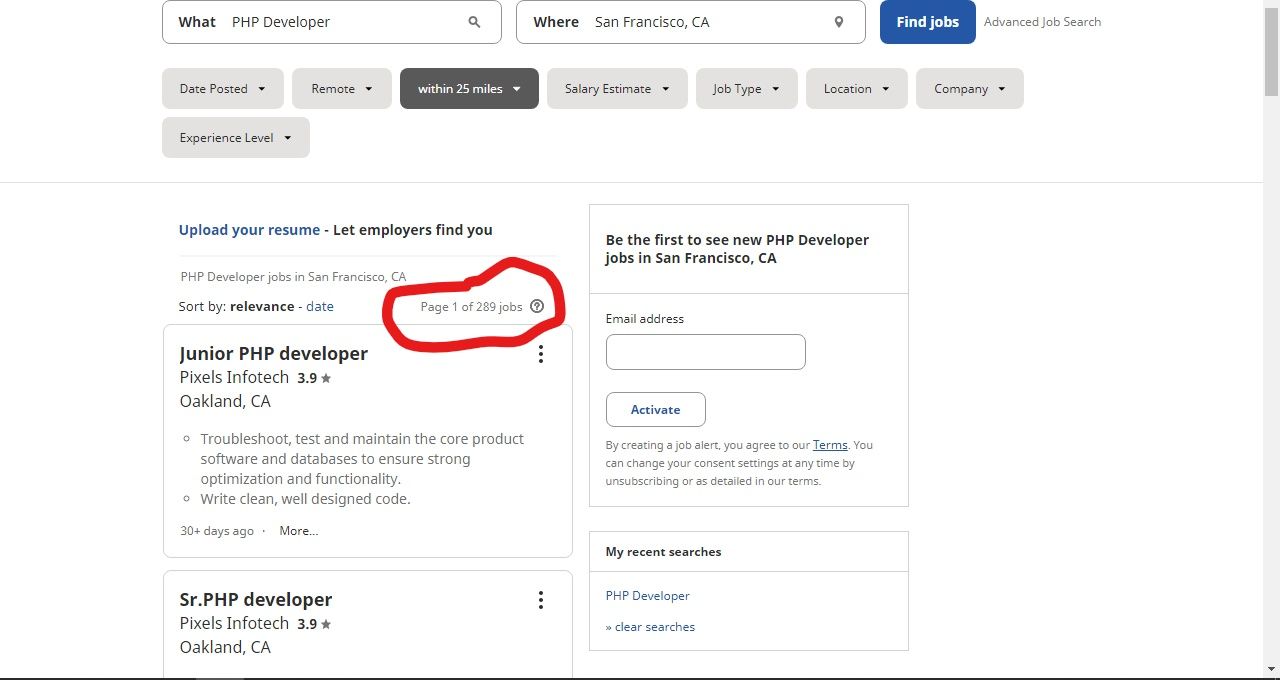 What PHP Developer Where San Francisco, CA Find jobs Advanced Job Search
Date Posted Remote within 25 miles Salary Estimate Job Type Location Company
Experience Level
Upload your resume - Let employers find you
PHP Developer jobs in San Francisco, CA
Sort by: relevance - date Page 1 of 289 jobs ?
Junior PHP developer
Pixels Infotech 3.9 ★
Oakland, CA
Troubleshoot, test and maintain the core product
software and databases to ensure strong
optimization and functionality.
Write clean, well designed code.
30+ days ago · More...
Sr.PHP developer
Pixels Infotech 3.9 ★
Oakland, CA
Be the first to see new PHP Developer
jobs in San Francisco, CA
Email address
Activate
By creating a job alert, you agree to our Terms. You
can change your consent settings at any time by
unsubscribing or as detailed in our terms.
My recent searches
PHP Developer
» clear searches